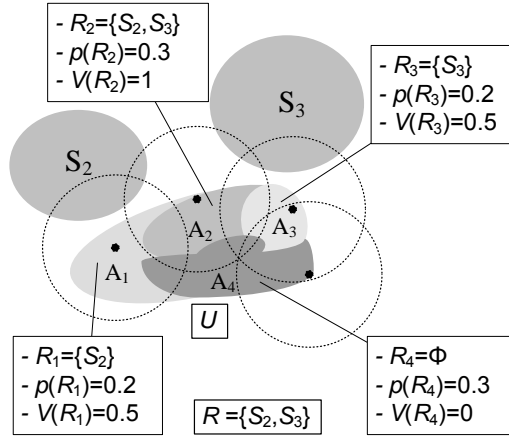 - R₂={S₂,S₃}
- p(R₂)=0.3
- V(R₂)=1
- R₃={S₃}
- p(R₃)=0.2
- V(R₃)=0.5
S₃
S₂
A₂
A₃
A₁
A₄
U
- R₁={S₂}
- p(R₁)=0.2
- V(R₁)=0.5
- R₄=Φ
- p(R₄)=0.3
- V(R₄)=0
R={S₂,S₃}